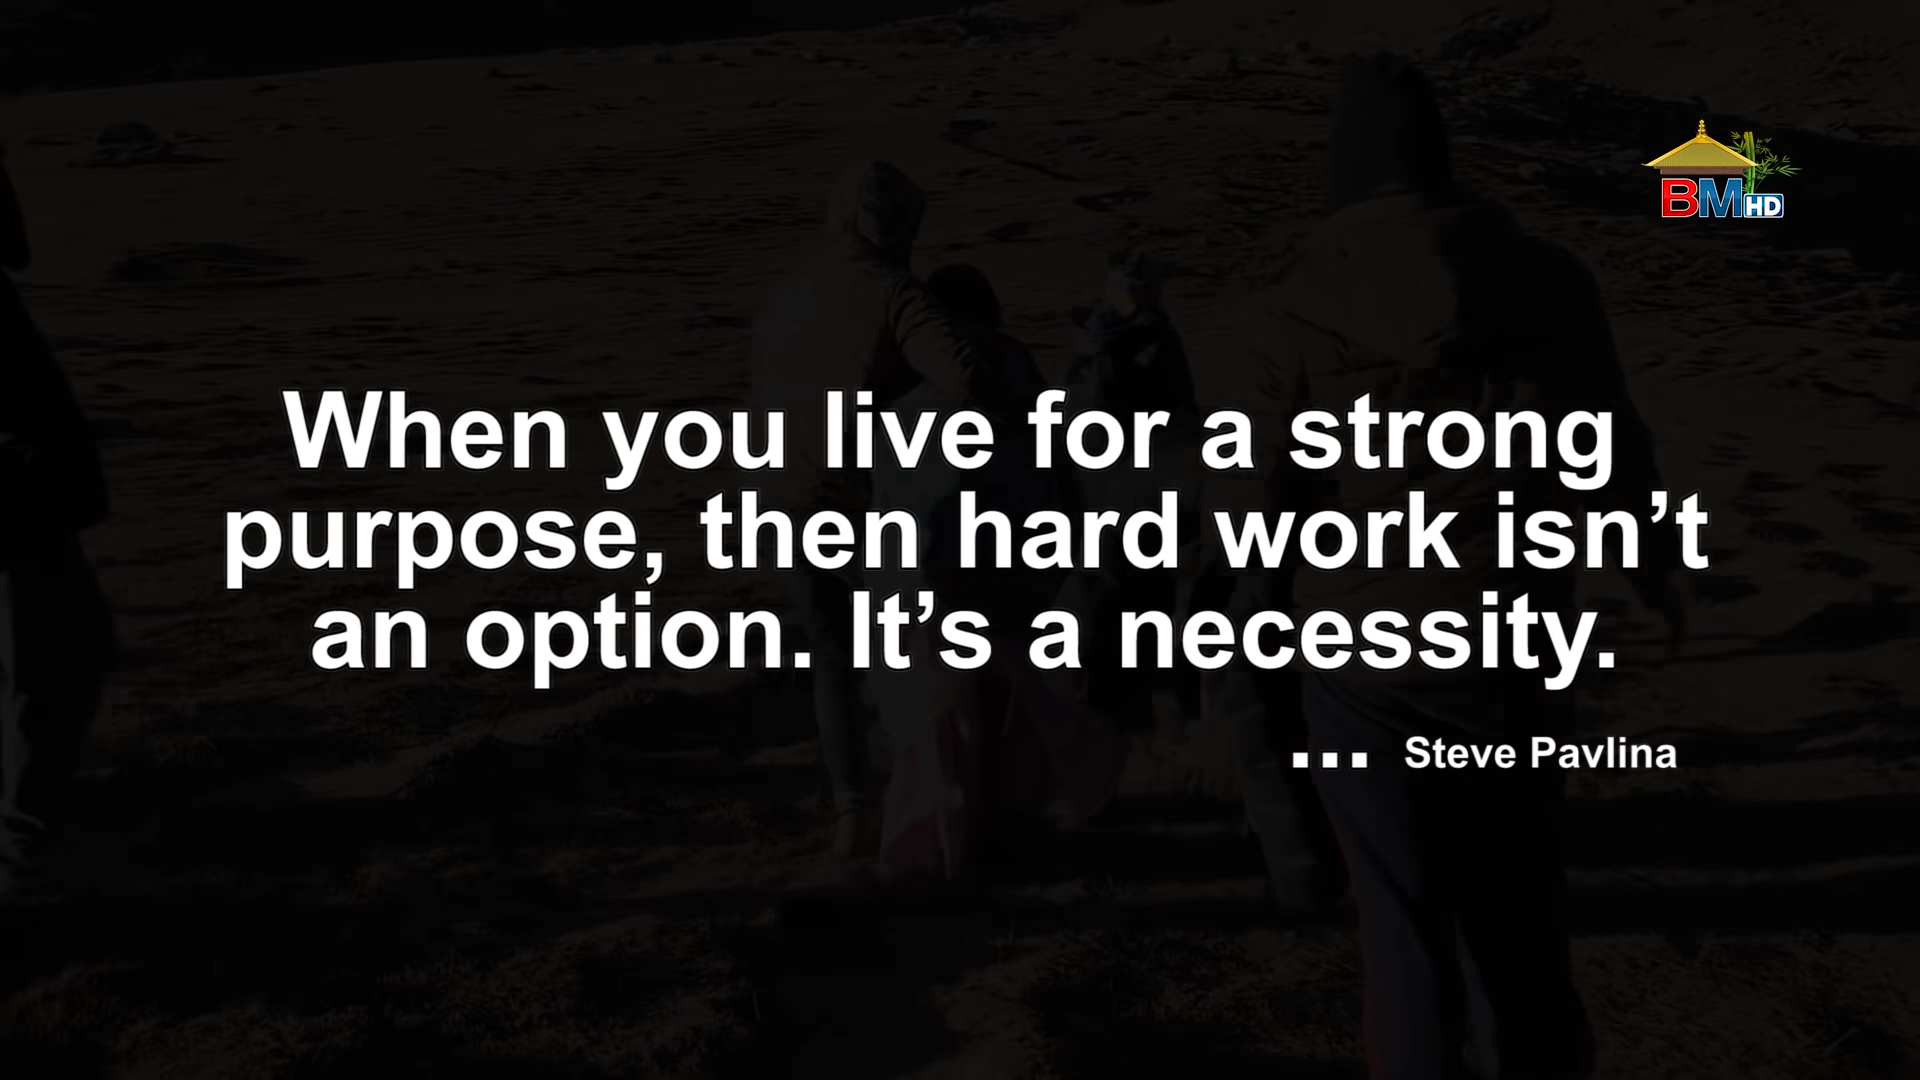 BMHD
When you live for a strong
purpose, then hard work isn’t
an option. It’s a necessity.
... Steve Pavlina